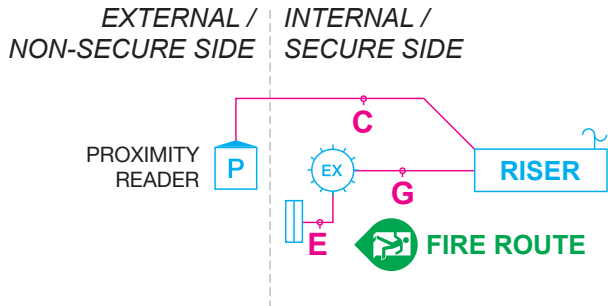 EXTERNAL /
NON-SECURE SIDE
INTERNAL /
SECURE SIDE
C
PROXIMITY
READER
P
EX
G
RISER
E
FIRE ROUTE